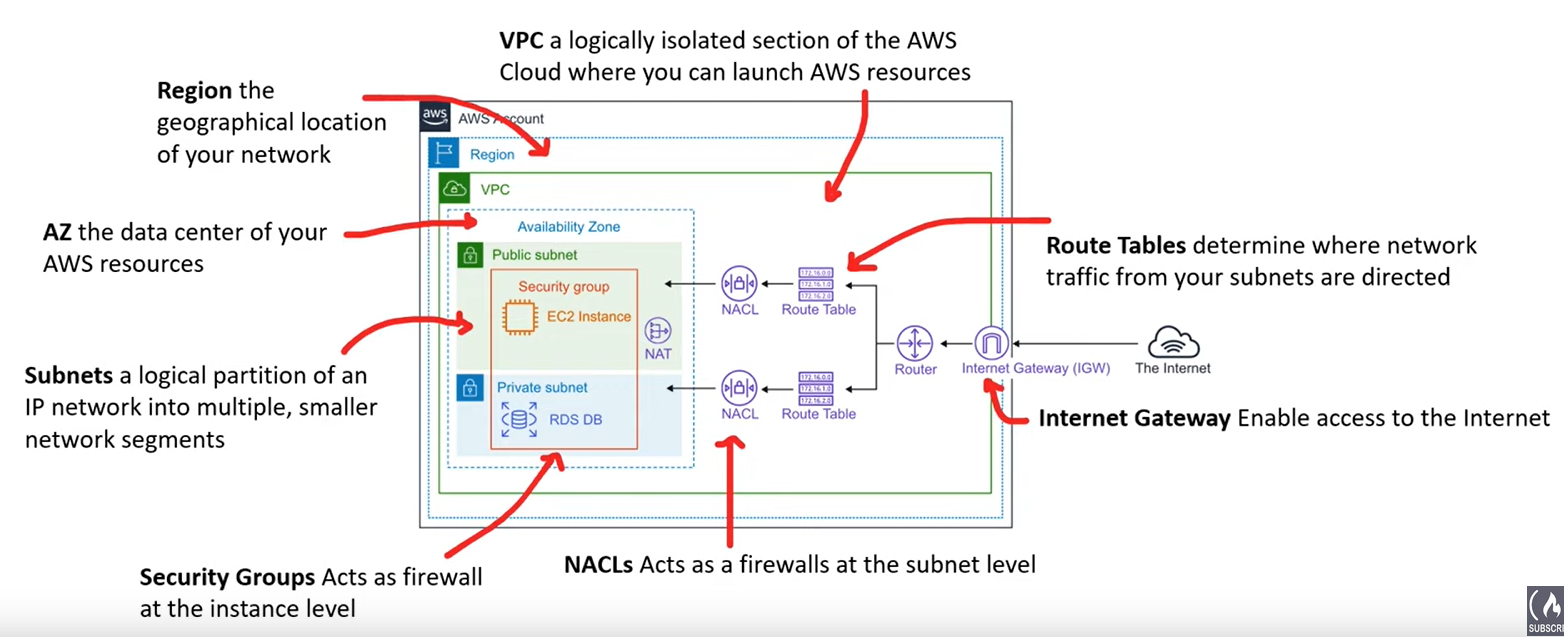 VPC a logically isolated section of the AWS
Cloud where you can launch AWS resources
Region the
geographical location
of your network
aws
AWS Account
Region
VPC
AZ the data center of your
AWS resources
Availability Zone
Public subnet
Security group
EC2 Instance
NAT
NACL
172.16.0.0
172.16.1.0
172.16.2.0
Route Table
Route Tables determine where network
traffic from your subnets are directed
Router
Internet Gateway (IGW)
The Internet
Subnets a logical partition of an
IP network into multiple, smaller
network segments
Private subnet
RDS DB
NACL
172.16.0.0
172.16.1.0
172.16.2.0
Route Table
Internet Gateway Enable access to the Internet
Security Groups Acts as firewall
at the instance level
NACLs Acts as a firewalls at the subnet level
SUBSCRI